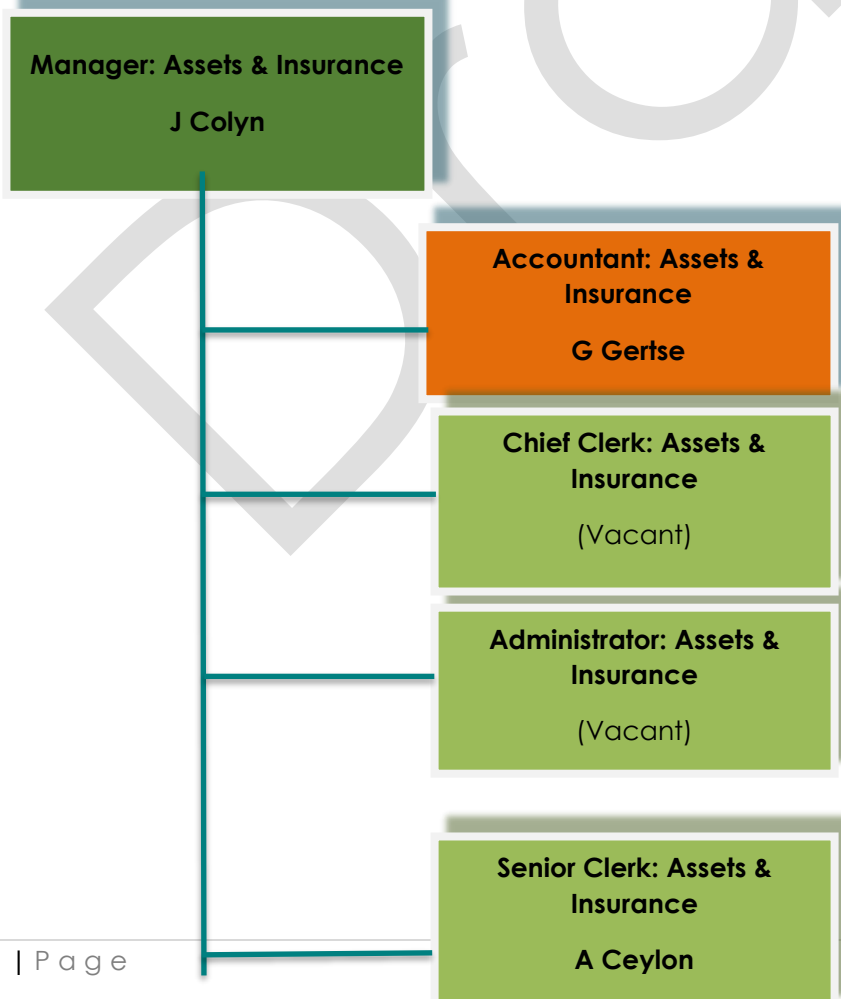 Manager: Assets & Insurance
J Colyn
Accountant: Assets &
Insurance
G Gertse
Chief Clerk: Assets &
Insurance
(Vacant)
Administrator: Assets &
Insurance
(Vacant)
Senior Clerk: Assets &
Insurance
A Ceylon
| Page